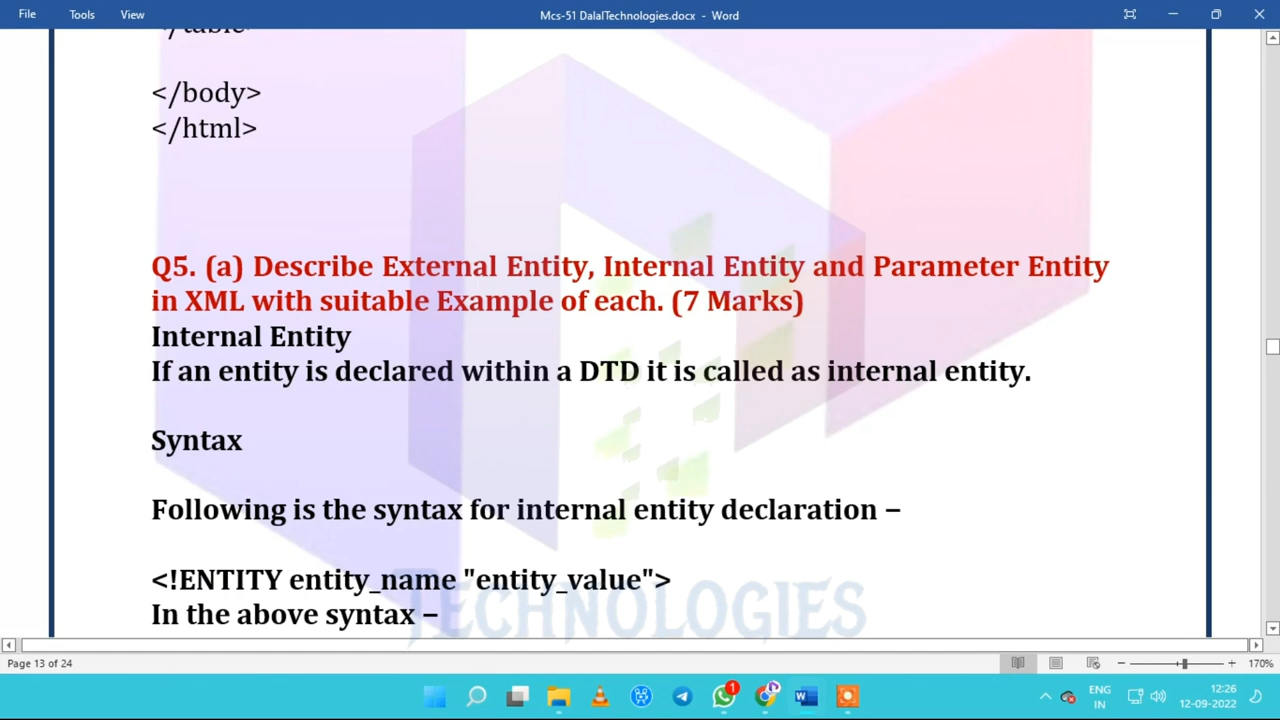 File Tools View Mcs-51 DalalTechnologies.docx - Word
</table>
</body>
</html>
Q5. (a) Describe External Entity, Internal Entity and Parameter Entity
in XML with suitable Example of each. (7 Marks)
Internal Entity
If an entity is declared within a DTD it is called as internal entity.
Syntax
Following is the syntax for internal entity declaration −
<!ENTITY entity_name "entity_value">
In the above syntax −
TECHNOLOGIES
Page 13 of 24 170%
1 ENG 12:26
IN 12-09-2022